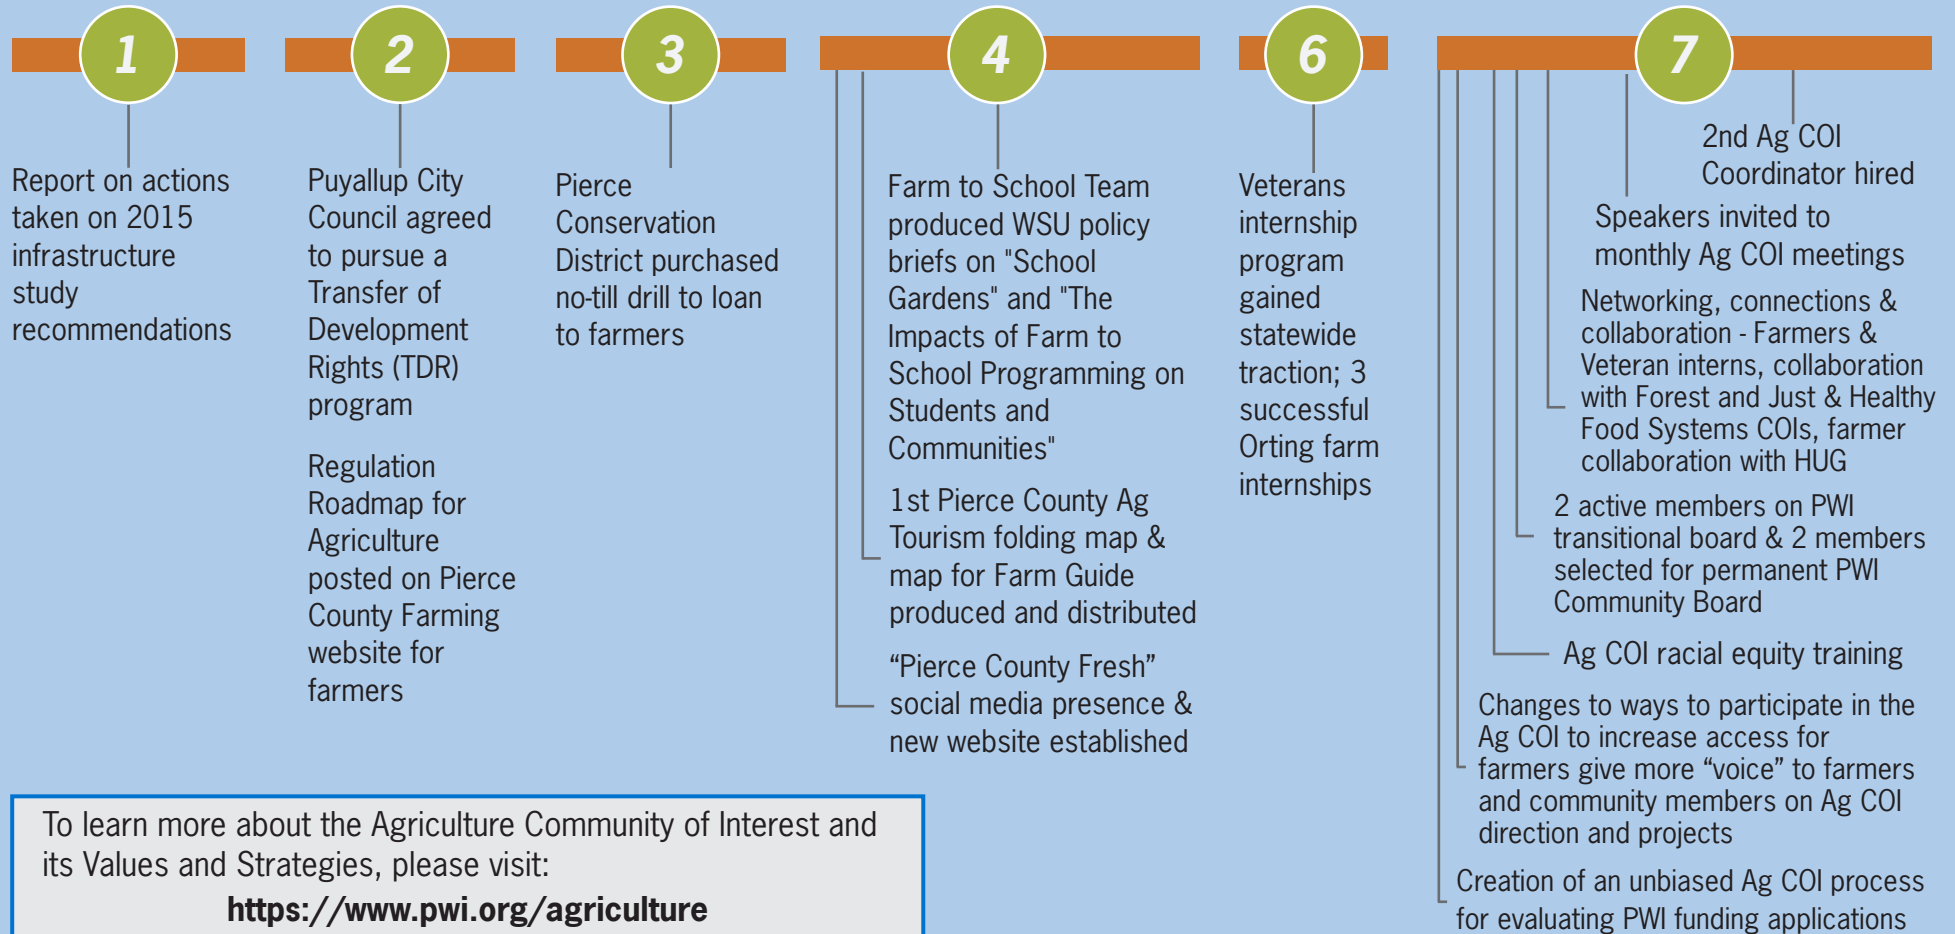 1
Report on actions
taken on 2015
infrastructure
study
recommendations
2
Puyallup City
Council agreed
to pursue a
Transfer of
Development
Rights (TDR)
program
Regulation
Roadmap for
Agriculture
posted on Pierce
County Farming
website for
farmers
3
Pierce
Conservation
District purchased
no-till drill to loan
to farmers
4
Farm to School Team
produced WSU policy
briefs on "School
Gardens" and "The
Impacts of Farm to
School Programming on
Students and
Communities"
1st Pierce County Ag
Tourism folding map &
map for Farm Guide
produced and distributed
“Pierce County Fresh”
social media presence &
new website established
6
Veterans
internship
program
gained
statewide
traction; 3
successful
Orting farm
internships
7
2nd Ag COI
Coordinator hired
Speakers invited to
monthly Ag COI meetings
Networking, connections &
collaboration - Farmers &
Veteran interns, collaboration
with Forest and Just & Healthy
Food Systems COIs, farmer
collaboration with HUG
2 active members on PWI
transitional board & 2 members
selected for permanent PWI
Community Board
Ag COI racial equity training
Changes to ways to participate in the
Ag COI to increase access for
farmers give more “voice” to farmers
and community members on Ag COI
direction and projects
Creation of an unbiased Ag COI process
for evaluating PWI funding applications
To learn more about the Agriculture Community of Interest and
its Values and Strategies, please visit:
https://www.pwi.org/agriculture